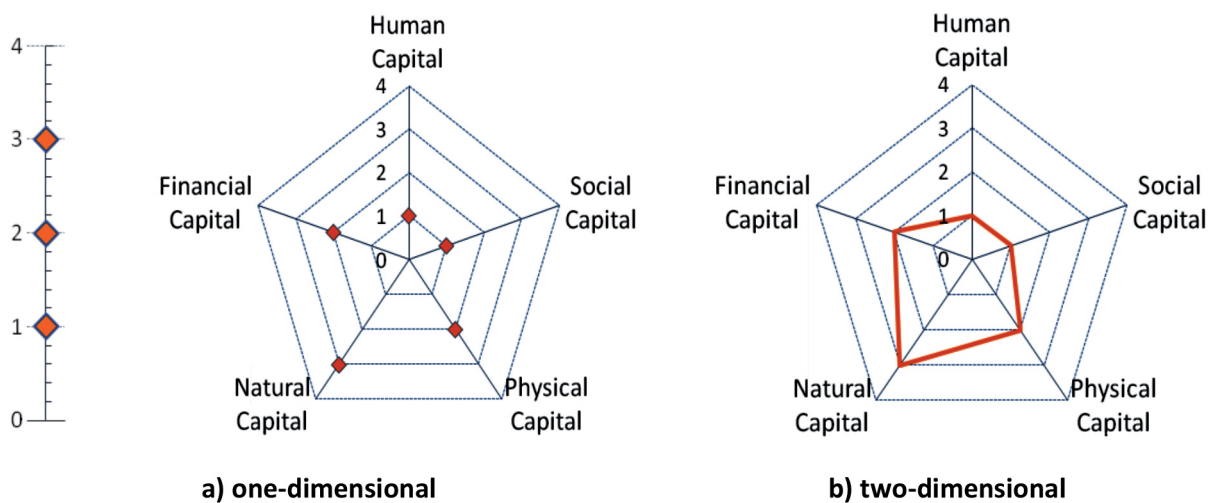 4
3
2
1
0
Human
Capital
4
3
2
1
0
Financial
Capital
Social
Capital
Natural
Capital
Physical
Capital
a) one-dimensional
Human
Capital
4
3
2
1
0
Financial
Capital
Social
Capital
Natural
Capital
Physical
Capital
b) two-dimensional